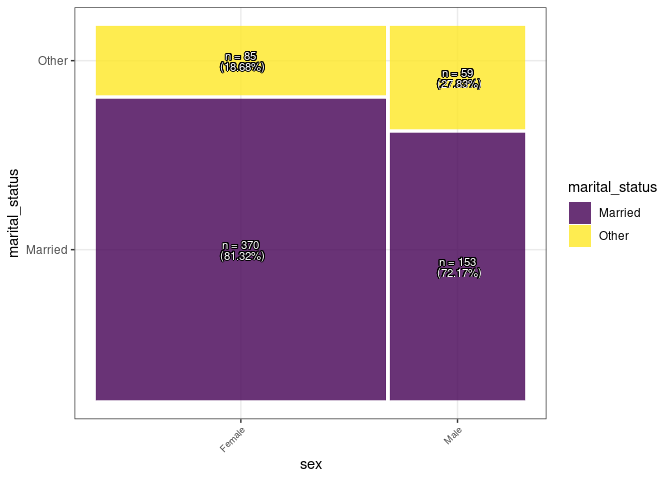 Other
n = 85
(18.68%)
n = 59
(27.83%)
marital_status
Married
n = 370
(81.32%)
n = 153
(72.17%)
marital_status
Married
Other
Female
Male
sex